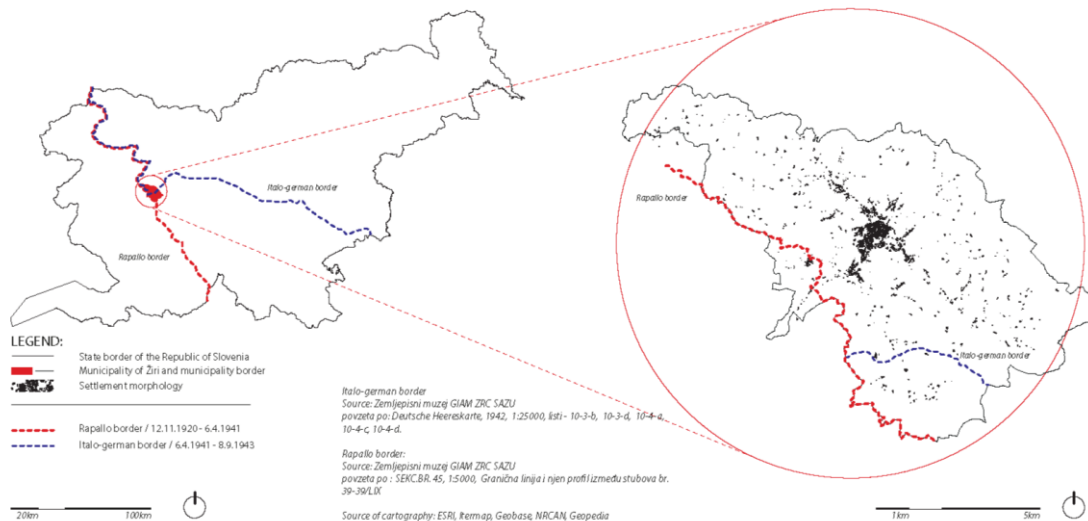 Italo-german border
Rapallo border
Rapallo border
Italo-german border
LEGEND:
State border of the Republic of Slovenia
Municipality of Žiri and municipality border
Settlement morphology
Rapallo border / 12.11.1920 - 6.4.1941
Italo-german border / 6.4.1941 - 8.9.1943
20km
100km
Italo-german border
Source: Zemljepisni muzej GIAM ZRC SAZU
povzeto po: Deutsche Heereskarte, 1942, 1:25000, listi - 10-3-b, 10-3-d, 10-4-a,
10-4-c, 10-4-d.
Rapallo border:
Source: Zemljepisni muzej GIAM ZRC SAZU
povzeta po : SEKC.BR. 45, 1:5000, Granična linija i njen profil između stubova br.
39-39/LIX
Source of cartography: ESRI, Itermap, Geobase, NRCAN, Geopedia
1km
5km